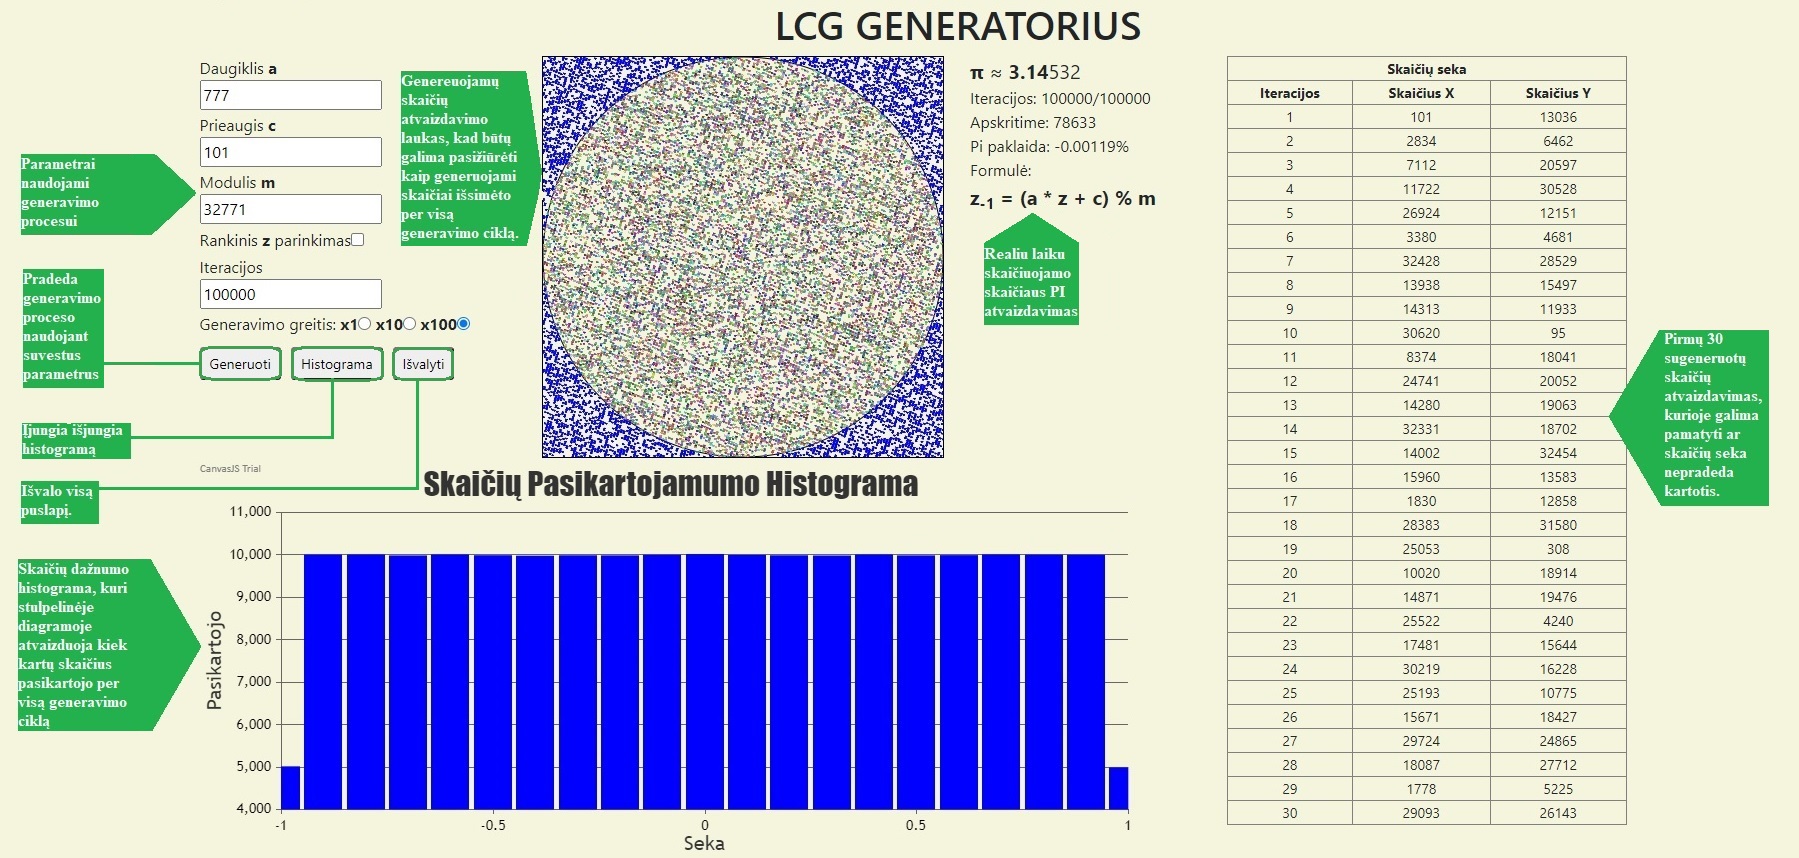 LCG GENERATORIUS
Parametrai
naudojami
generavimo
procesui
Pradeda
generavimo
proceso
naudojant
suvestus
parametrus
Įjungia išjungia
histogramą
Išvalo visą
puslapį.
Daugiklis a
777
Prieaugis c
101
Modulis m
32771
Rankinis z parinkimas
Iteracijos
100000
Generavimo greitis: x1 x10 x100
Generuoti Histograma Išvalyti
Genereuojamų
skaičių
atvaizdavimo
laukas, kad būtų
galima pasižiūrėti
kaip generuojami
skaičiai išsimėto
per visą
generavimo ciklą.
π ≈ 3.14532
Iteracijos: 100000/100000
Apskritime: 78633
Pi paklaida: -0.00119%
Formulė:
z-1 = (a * z + c) % m
Realiu laiku
skaičiuojamo
skaičiaus PI
atvaizdavimas
CanvasJS Trial
Skaičių Pasikartojamumo Histograma
Skaičių dažnumo
histograma, kuri
stulpelinėje
diagramoje
atvaizduoja kiek
kartų skaičius
pasikartojo per
visą generavimo
ciklą
Pasikartojo
11,000
10,000
9,000
8,000
7,000
6,000
5,000
4,000
-1 -0.5 0 0.5 1
Seka
Skaičių seka
Iteracijos Skaičius X Skaičius Y
1 101 13036
2 2834 6462
3 7112 20597
4 11722 30528
5 26924 12151
6 3380 4681
7 32428 28529
8 13938 15497
9 14313 11933
10 30620 95
11 8374 18041
12 24741 20052
13 14280 19063
14 32331 18702
15 14002 32454
16 15960 13583
17 1830 12858
18 28383 31580
19 25053 308
20 10020 18914
21 14871 19476
22 25522 4240
23 17481 15644
24 30219 16228
25 25193 10775
26 15671 18427
27 29724 24865
28 18087 27712
29 1778 5225
30 29093 26143
Pirmų 30
sugeneruotų
skaičių
atvaizdavimas,
kurioje galima
pamatyti ar
skaičių seka
nepradeda
kartotis.